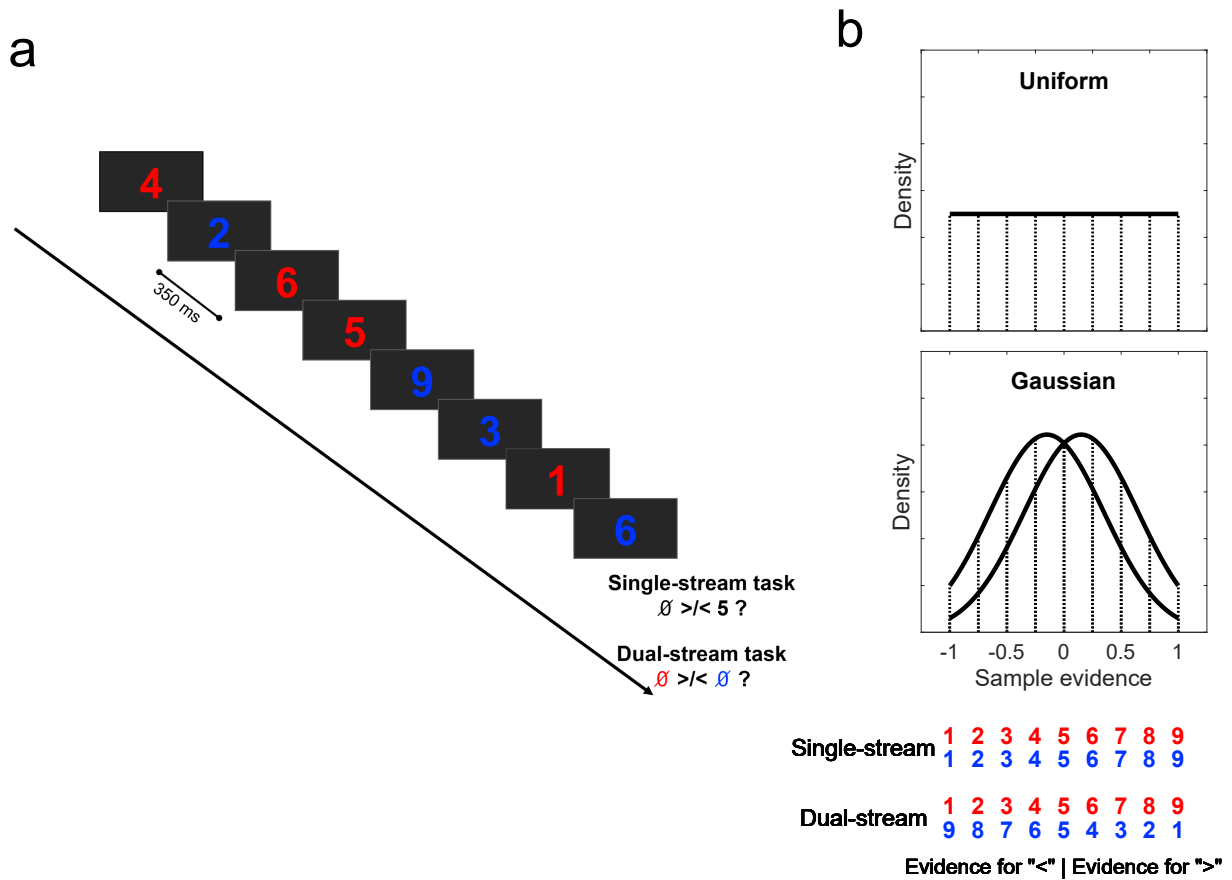 a
4
2
6
5
9
3
1
6
350 ms
Single-stream task
Ø >/< 5 ?
Dual-stream task
Ø >/< Ø ?
b
Uniform
Density
Gaussian
Density
-1 -0.5 0 0.5 1
Sample evidence
Single-stream
1 2 3 4 5 6 7 8 9
1 2 3 4 5 6 7 8 9
Dual-stream
1 2 3 4 5 6 7 8 9
9 8 7 6 5 4 3 2 1
Evidence for "<" | Evidence for ">"